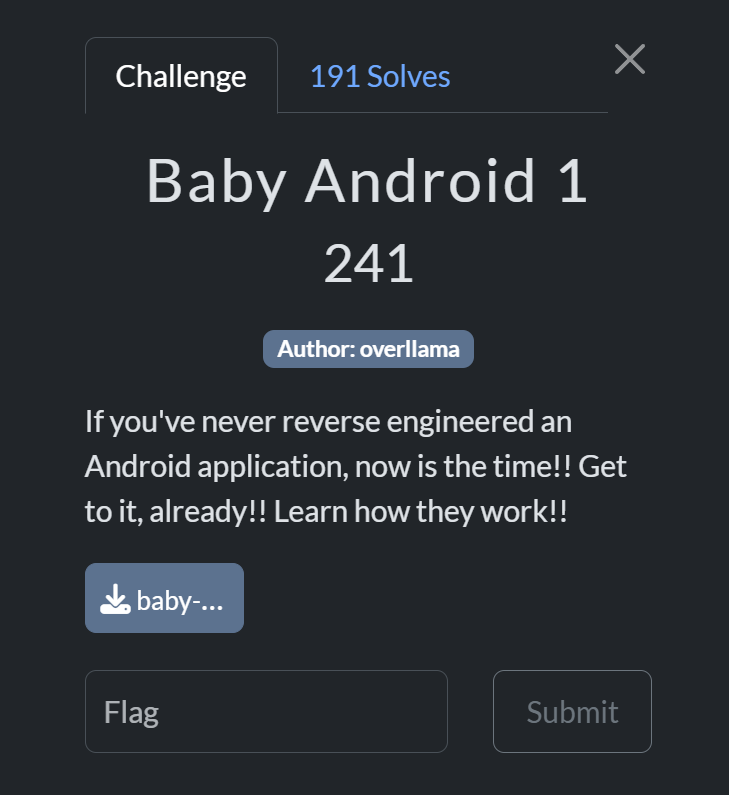 Challenge
191 Solves
Baby Android 1
241
Author: overllama
If you've never reverse engineered an
Android application, now is the time!! Get
to it, already!! Learn how they work!!
baby-...
Flag
Submit